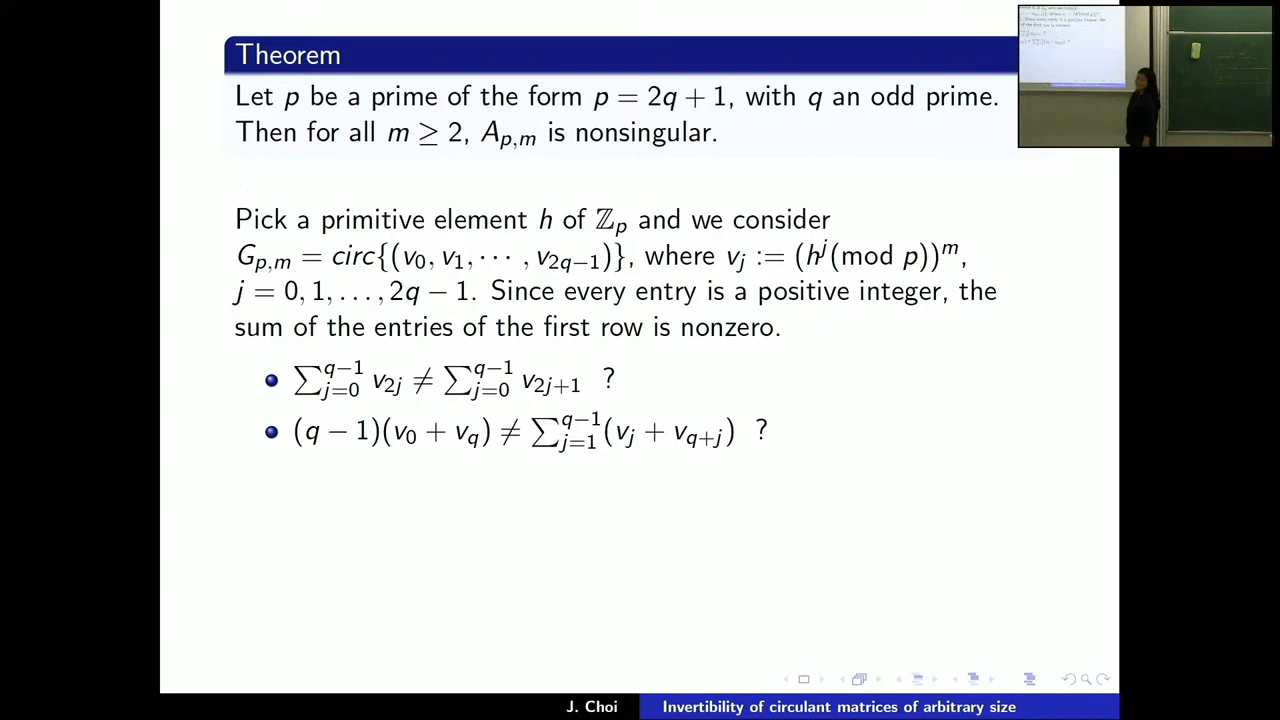 Theorem
Let p be a prime of the form p = 2q + 1, with q an odd prime.
Then for all m ≥ 2, A_{p,m} is nonsingular.
Pick a primitive element h of ℤ_p and we consider
G_{p,m} = circ{(v_0, v_1, ⋯ , v_{2q−1})}, where v_j := (h^j(mod p))^m,
j = 0, 1, . . . , 2q − 1. Since every entry is a positive integer, the
sum of the entries of the first row is nonzero.
∑_{j=0}^{q−1} v_{2j} ≠ ∑_{j=0}^{q−1} v_{2j+1} ?
(q − 1)(v_0 + v_q) ≠ ∑_{j=1}^{q−1}(v_j + v_{q+j}) ?
J. Choi Invertibility of circulant matrices of arbitrary size